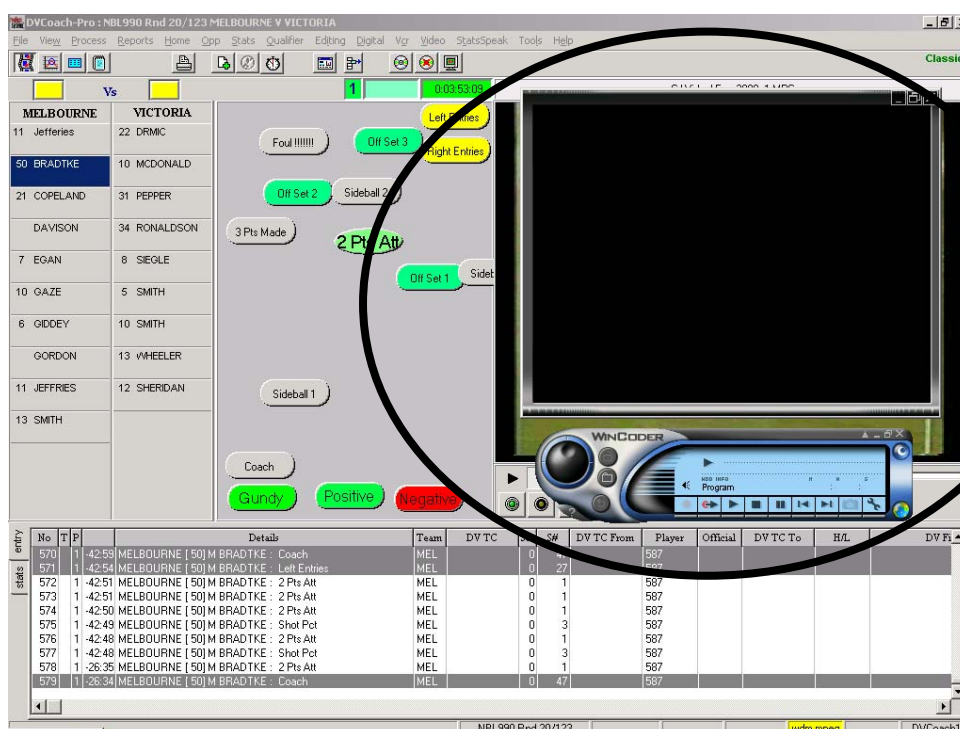 DVCoach-Pro : NBL990 Rnd 20/123 MELBOURNE V VICTORIA
File View Process Reports Home Opp Stats Qualifier Editing Digital Vcr Video StatsSpeak Tools Help
Classic
Vs
1 0:03:53:09
MELBOURNE VICTORIA
11 Jefferies 22 DRMIC
50 BRADTKE 10 MCDONALD
21 COPELAND 31 PEPPER
DAVISON 34 RONALDSON
7 EGAN 8 SIEGLE
10 GAZE 5 SMITH
6 GIDDEY 10 SMITH
GORDON 13 WHEELER
11 JEFFRIES 12 SHERIDAN
13 SMITH
Left Entries
Foul !!!!!!! Off Set 3
Right Entries
Off Set 2 Sideball 2
3 Pts Made
2 Pts Att
Off Set 1
Sideball 1
Coach
Gundy Positive Negative
WINCODER
VOD INFO H M S
Program
entry
stats
No T P Details Team DV TC S# DV TC From Player Official DV TC To H/L DV Fi
570 1 -42:59 MELBOURNE [ 50] M BRADTKE : Coach MEL 0 47 587
571 1 -42:54 MELBOURNE [ 50] M BRADTKE : Left Entries MEL 0 27 587
572 1 -42:51 MELBOURNE [ 50] M BRADTKE : 2 Pts Att MEL 0 1 587
573 1 -42:51 MELBOURNE [ 50] M BRADTKE : 2 Pts Att MEL 0 1 587
574 1 -42:50 MELBOURNE [ 50] M BRADTKE : 2 Pts Att MEL 0 1 587
575 1 -42:49 MELBOURNE [ 50] M BRADTKE : Shot Pct MEL 0 3 587
576 1 -42:48 MELBOURNE [ 50] M BRADTKE : 2 Pts Att MEL 0 1 587
577 1 -42:48 MELBOURNE [ 50] M BRADTKE : Shot Pct MEL 0 3 587
578 1 -26:35 MELBOURNE [ 50] M BRADTKE : 2 Pts Att MEL 0 1 587
579 1 -26:34 MELBOURNE [ 50] M BRADTKE : Coach MEL 0 47 587
NBL990 Rnd 20/123 wdm mpeg DVCoach1